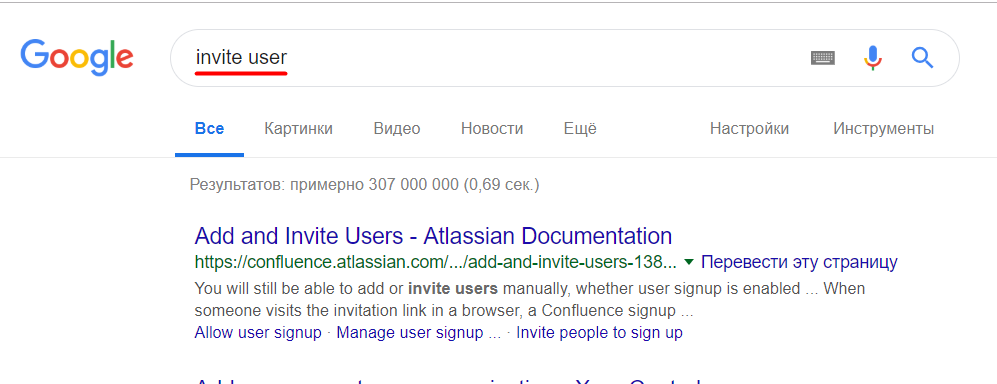 Google
invite user
Все Картинки Видео Новости Ещё Настройки Инструменты
Результатов: примерно 307 000 000 (0,69 сек.)
Add and Invite Users - Atlassian Documentation
https://confluence.atlassian.com/.../add-and-invite-users-138... Перевести эту страницу
You will still be able to add or invite users manually, whether user signup is enabled ... When
someone visits the invitation link in a browser, a Confluence signup ...
Allow user signup · Manage user signup ... · Invite people to sign up